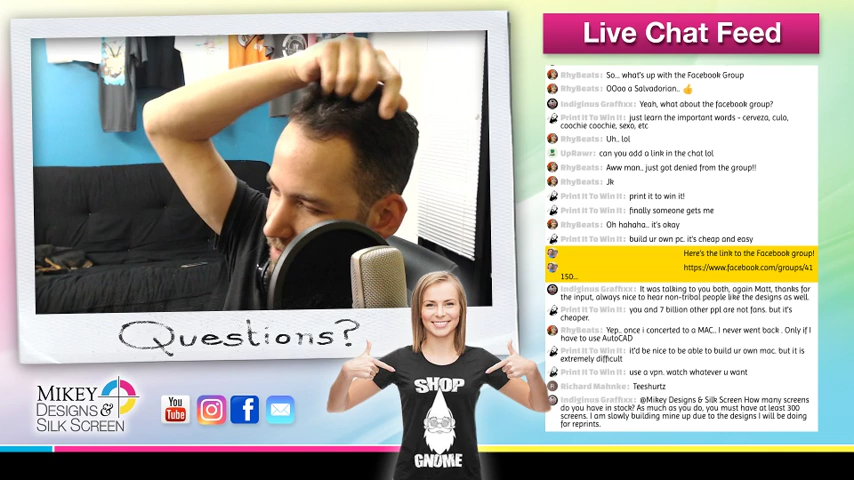 Live Chat Feed
RhyBeats: So... what's up with the Facebook Group
RhyBeats: OOoo a Salvadorian.. 👍
Indiginus Graffixx: Yeah, what about the facebook group?
Print It To Win It: just learn the important words - cerveza, culo,
coochie coochie, sexo, etc
RhyBeats: Uh.. lol
UpRawr: can you add a link in the chat lol
RhyBeats: Aww man.. just got denied from the group!!
RhyBeats: Jk
Print It To Win It: print it to win it!
Print It To Win It: finally someone gets me
RhyBeats: Oh hahaha.. it's okay
Print It To Win It: build ur own pc. it's cheap and easy
Here's the link to the Facebook group!
https://www.facebook.com/groups/41
150...
Indiginus Graffixx: It was talking to you both, again Matt, thanks for
the input, always nice to hear non-tribal people like the designs as well.
Print It To Win It: you and 7 billion other ppl are not fans. but it's
cheaper.
RhyBeats: Yep.. once i concerted to a MAC.. I never went back . Only if I
have to use AutoCAD
Print It To Win It: it'd be nice to be able to build ur own mac. but it is
extremely difficult
Print It To Win It: use a vpn. watch whatever u want
Richard Mahnke: Teeshurtz
Indiginus Graffixx: @Mikey Designs & Silk Screen How many screens
do you have in stock? As much as you do, you must have at least 300
screens. I am slowly building mine up due to the designs I will be doing
for reprints.
Questions?
MIKEY
DESIGNS &
SILK SCREEN
You
Tube
SHOP
GNOME